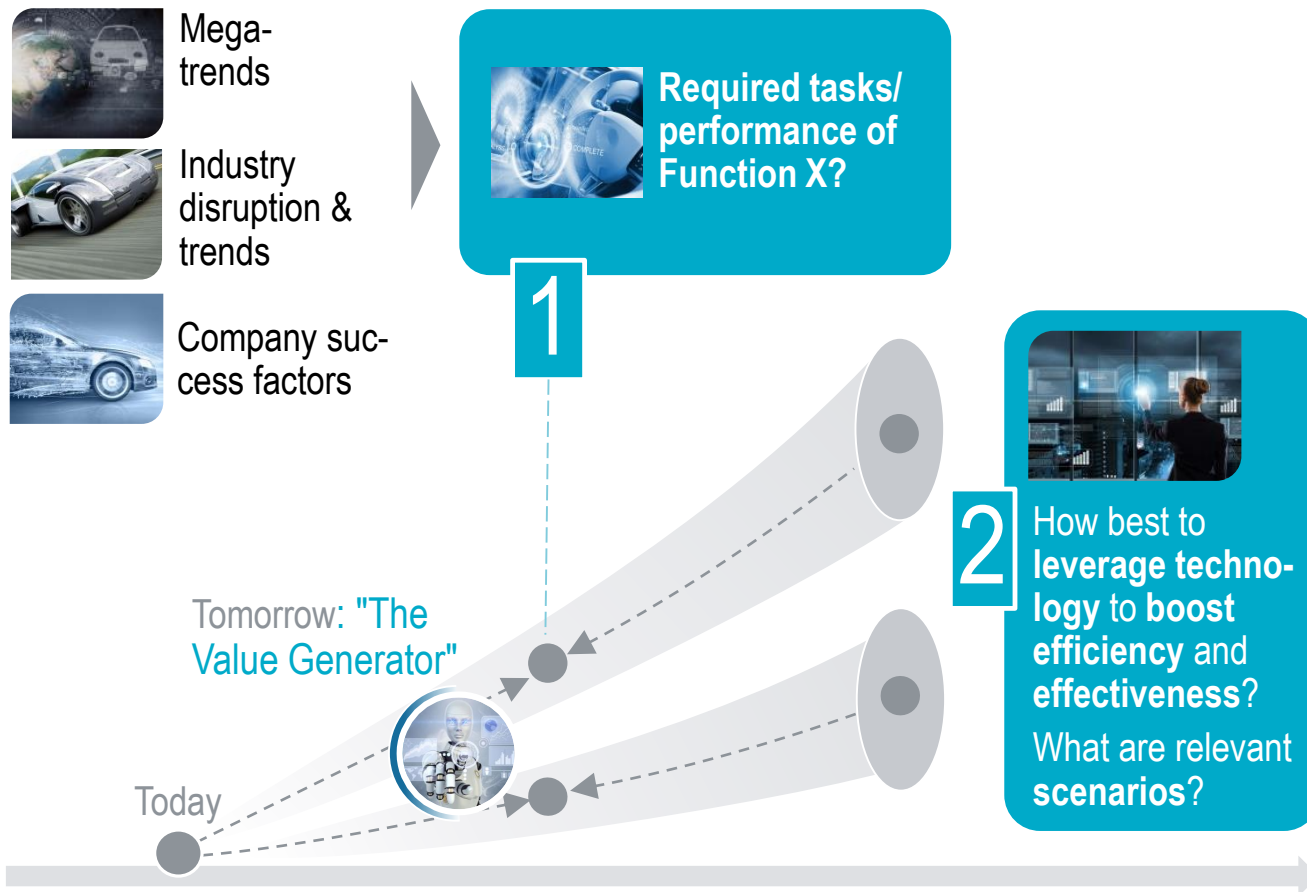 Mega-
trends
Industry
disruption &
trends
Company suc-
cess factors
Required tasks/
performance of
Function X?
COMPLETE
1
2
How best to
leverage techno-
logy to boost
efficiency and
effectiveness?
What are relevant
scenarios?
Tomorrow: "The
Value Generator"
Today